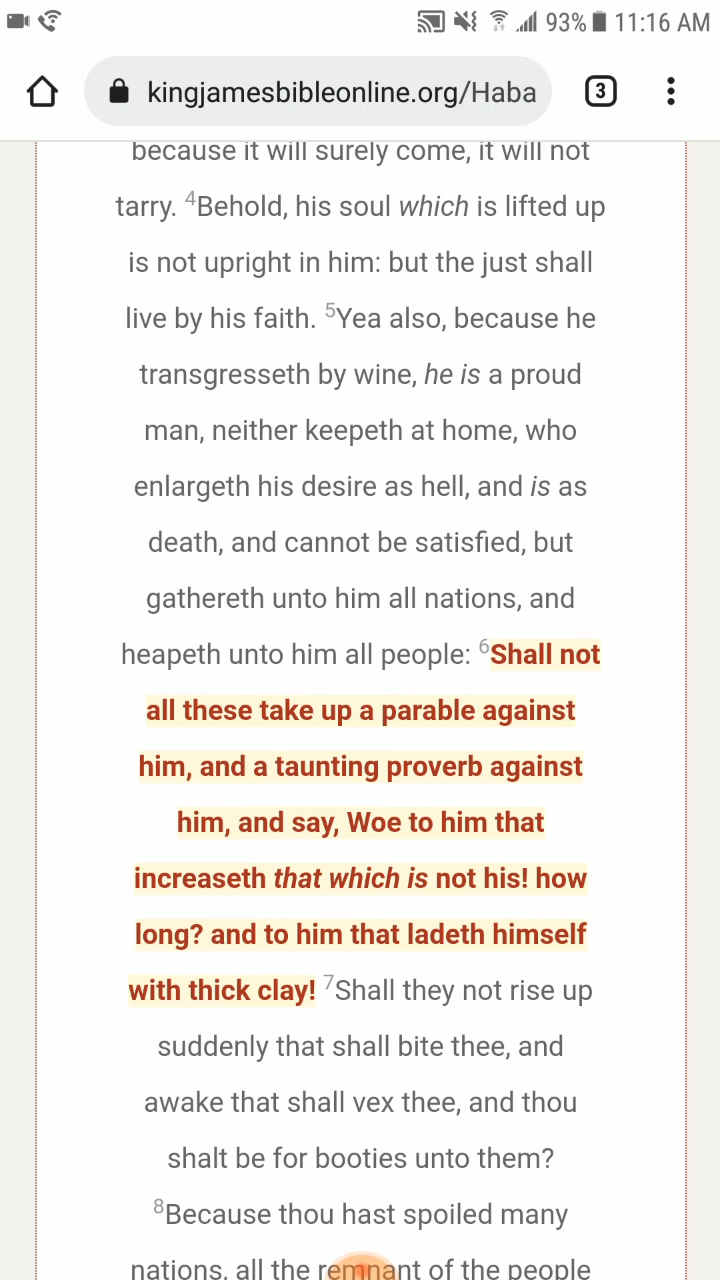 93% 11:16 AM
kingjamesbibleonline.org/Haba 3
because it will surely come, it will not
tarry. 4Behold, his soul which is lifted up
is not upright in him: but the just shall
live by his faith. 5Yea also, because he
transgresseth by wine, he is a proud
man, neither keepeth at home, who
enlargeth his desire as hell, and is as
death, and cannot be satisfied, but
gathereth unto him all nations, and
heapeth unto him all people: 6Shall not
all these take up a parable against
him, and a taunting proverb against
him, and say, Woe to him that
increaseth that which is not his! how
long? and to him that ladeth himself
with thick clay! 7Shall they not rise up
suddenly that shall bite thee, and
awake that shall vex thee, and thou
shalt be for booties unto them?
8Because thou hast spoiled many
nations, all the remnant of the people